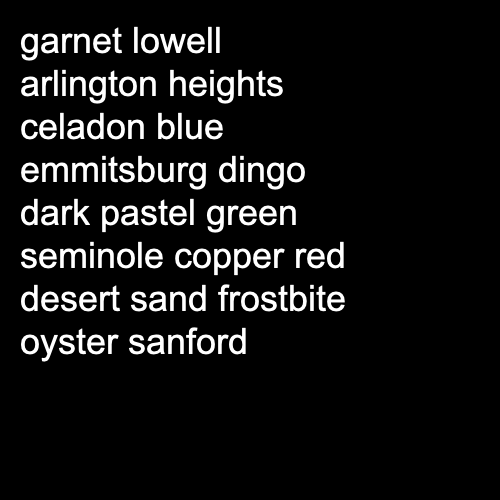 garnet lowell
arlington heights
celadon blue
emmitsburg dingo
dark pastel green
seminole copper red
desert sand frostbite
oyster sanford